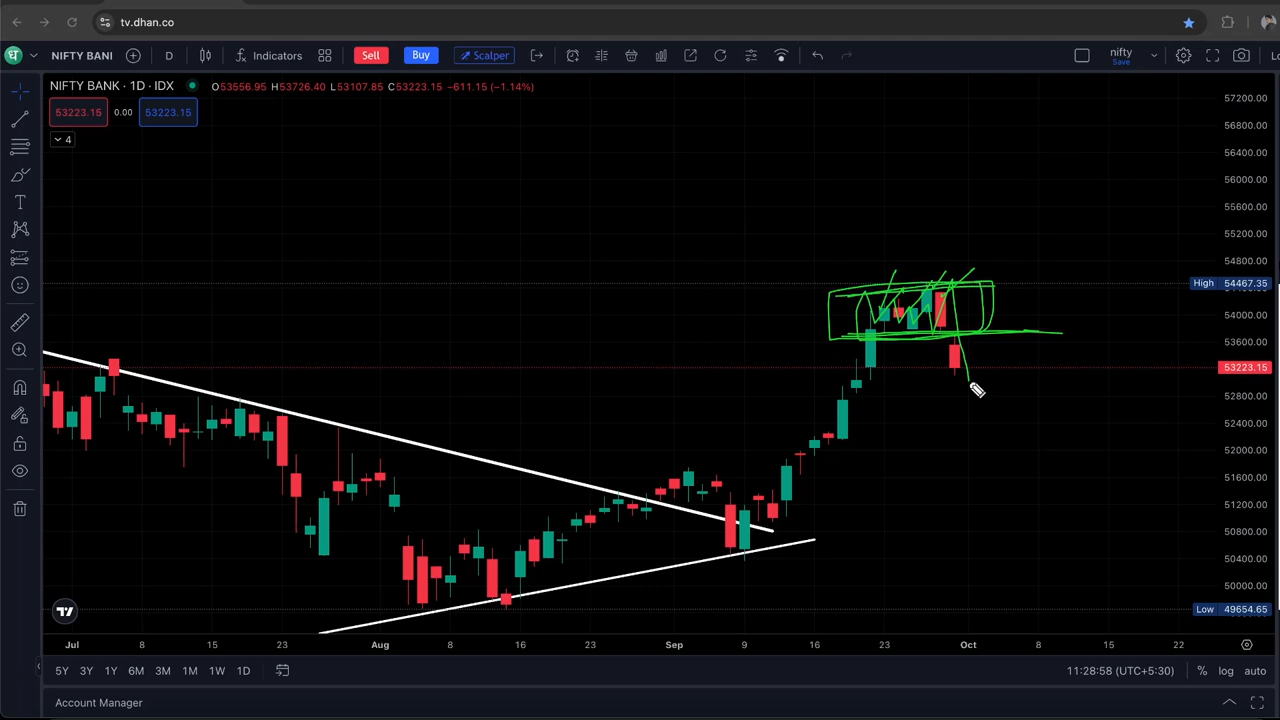 tv.dhan.co
NIFTY BANI D Indicators Sell Buy Scalper nifty
Save
NIFTY BANK · 1D · IDX O53556.95 H53726.40 L53107.85 C53223.15 -611.15 (-1.14%)
53223.15 0.00 53223.15
4
57200.00
56800.00
56400.00
56000.00
55600.00
55200.00
54800.00
High 54467.35
54000.00
53600.00
53223.15
52800.00
52400.00
52000.00
51600.00
51200.00
50800.00
50400.00
50000.00
Low 49654.65
Jul 8 15 23 Aug 8 16 23 Sep 9 16 23 Oct 8 15 22
5Y 3Y 1Y 6M 3M 1M 1W 1D 11:28:58 (UTC+5:30) % log auto
Account Manager